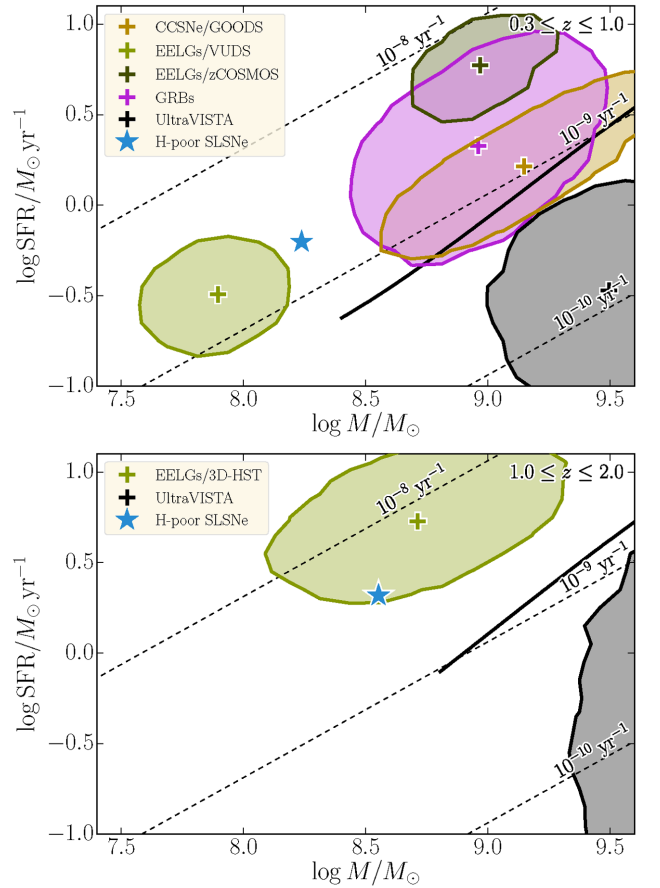 1.0
0.5
0.0
−0.5
−1.0
log SFR/M⊙ yr⁻¹
CCSNe/GOODS
EELGs/VUDS
EELGs/zCOSMOS
GRBs
UltraVISTA
H-poor SLSNe
10⁻⁸ yr⁻¹
0.3 ≤ z ≤ 1.0
10⁻⁹ yr⁻¹
10⁻¹⁰ yr⁻¹
7.5 8.0 8.5 9.0 9.5
log M/M⊙
1.0
0.5
0.0
−0.5
−1.0
log SFR/M⊙ yr⁻¹
EELGs/3D-HST
UltraVISTA
H-poor SLSNe
10⁻⁸ yr⁻¹
1.0 ≤ z ≤ 2.0
10⁻⁹ yr⁻¹
10⁻¹⁰ yr⁻¹
7.5 8.0 8.5 9.0 9.5
log M/M⊙